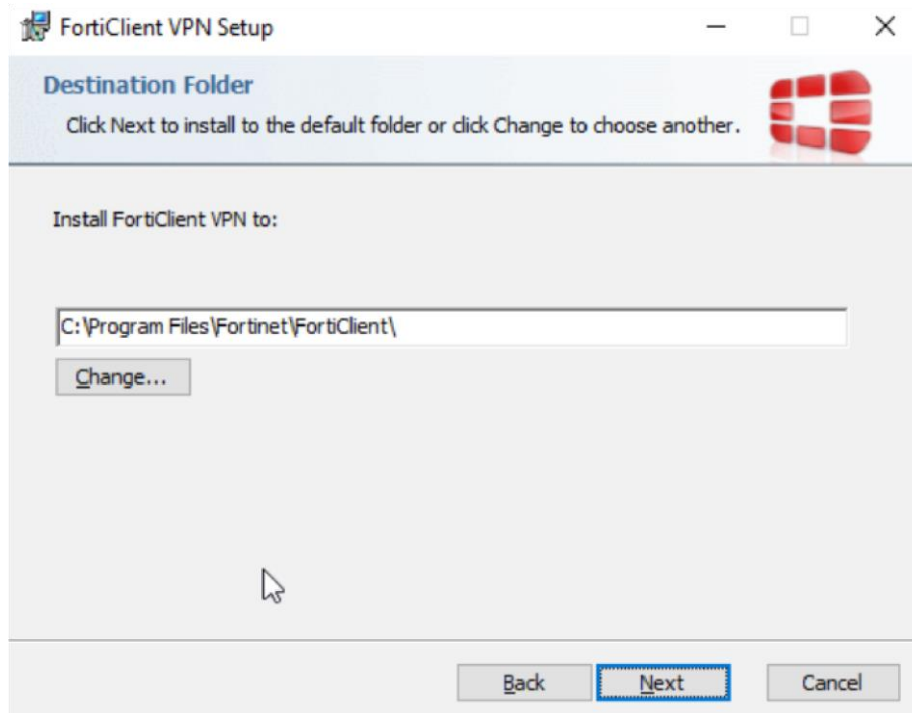 FortiClient VPN Setup
Destination Folder
Click Next to install to the default folder or click Change to choose another.
Install FortiClient VPN to:
C:\Program Files\Fortinet\FortiClient\
Change...
Back Next Cancel